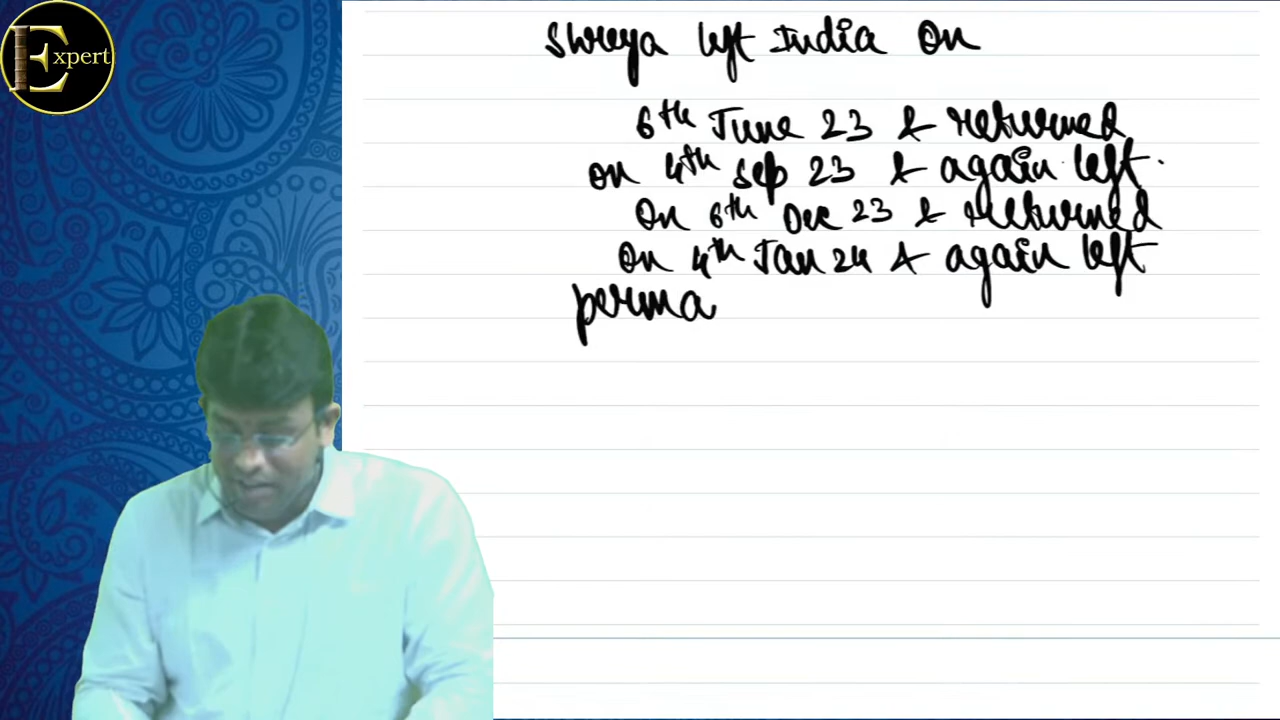 Expert
Shreya left India on
6th June 23 & returned
on 4th Sep 23 & again left.
On 6th Dec 23 & returned
On 4th Jan 24 & again left
perma